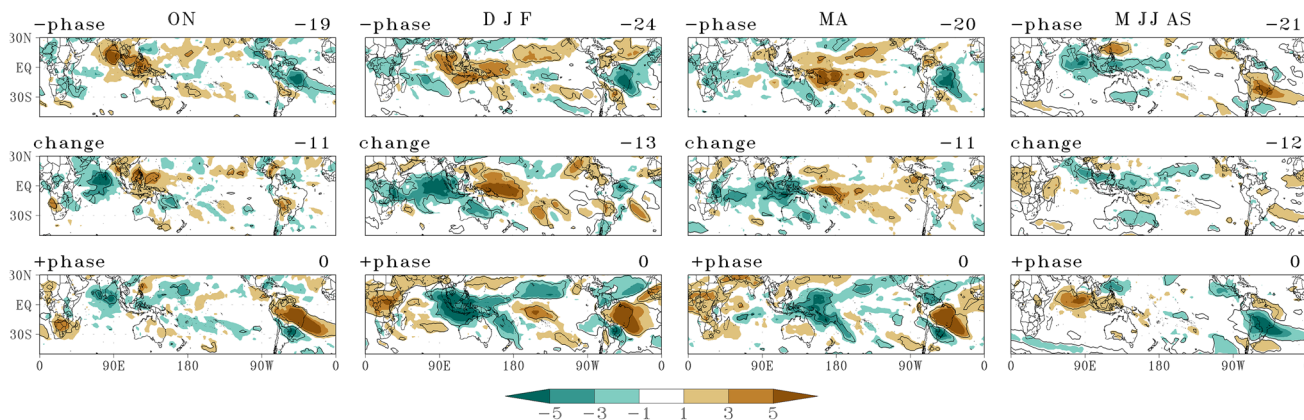 ON DJF MA MJJAS
-phase -19 -phase -24 -phase -20 -phase -21
30N
EQ
30S
change -11 change -13 change -11 change -12
30N
EQ
30S
+phase 0 +phase 0 +phase 0 +phase 0
30N
EQ
30S
0 90E 180 90W 0 90E 180 90W 0 90E 180 90W 0 90E 180 90W
-5 -3 -1 1 3 5